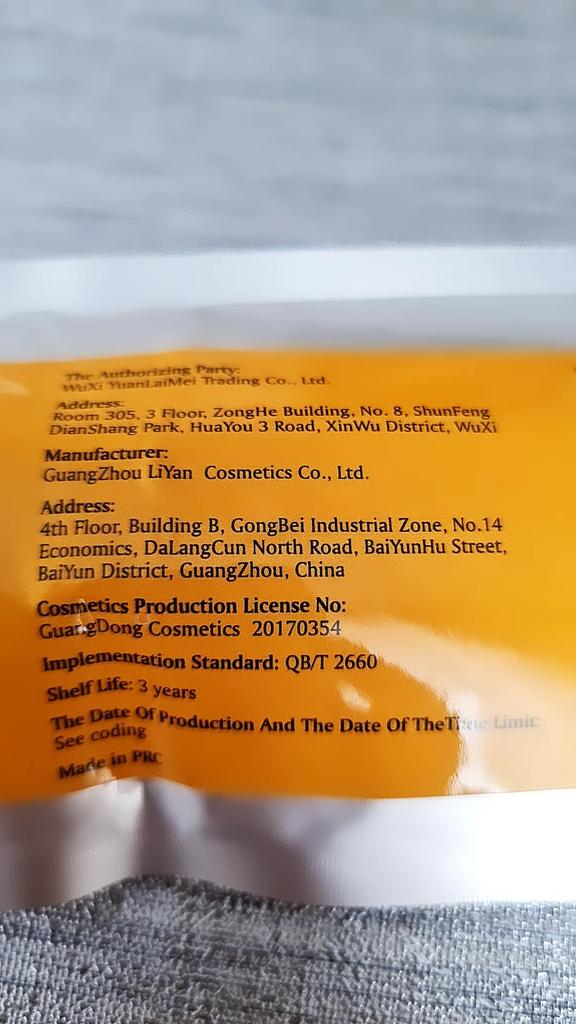 The Authorizing Party:
WuXi YuanLaiMei Trading Co., Ltd.
Address:
Room 305, 3 Floor, ZongHe Building, No. 8, ShunFeng
DianShang Park, HuaYou 3 Road, XinWu District, WuXi
Manufacturer:
GuangZhou LiYan Cosmetics Co., Ltd.
Address:
4th Floor, Building B, GongBei Industrial Zone, No.14
Economics, DaLangCun North Road, BaiYunHu Street,
BaiYun District, GuangZhou, China
Cosmetics Production License No:
GuangDong Cosmetics 20170354
Implementation Standard: QB/T 2660
Shelf Life: 3 years
The Date Of Production And The Date Of TheTime Limit:
See coding
Made in PRC